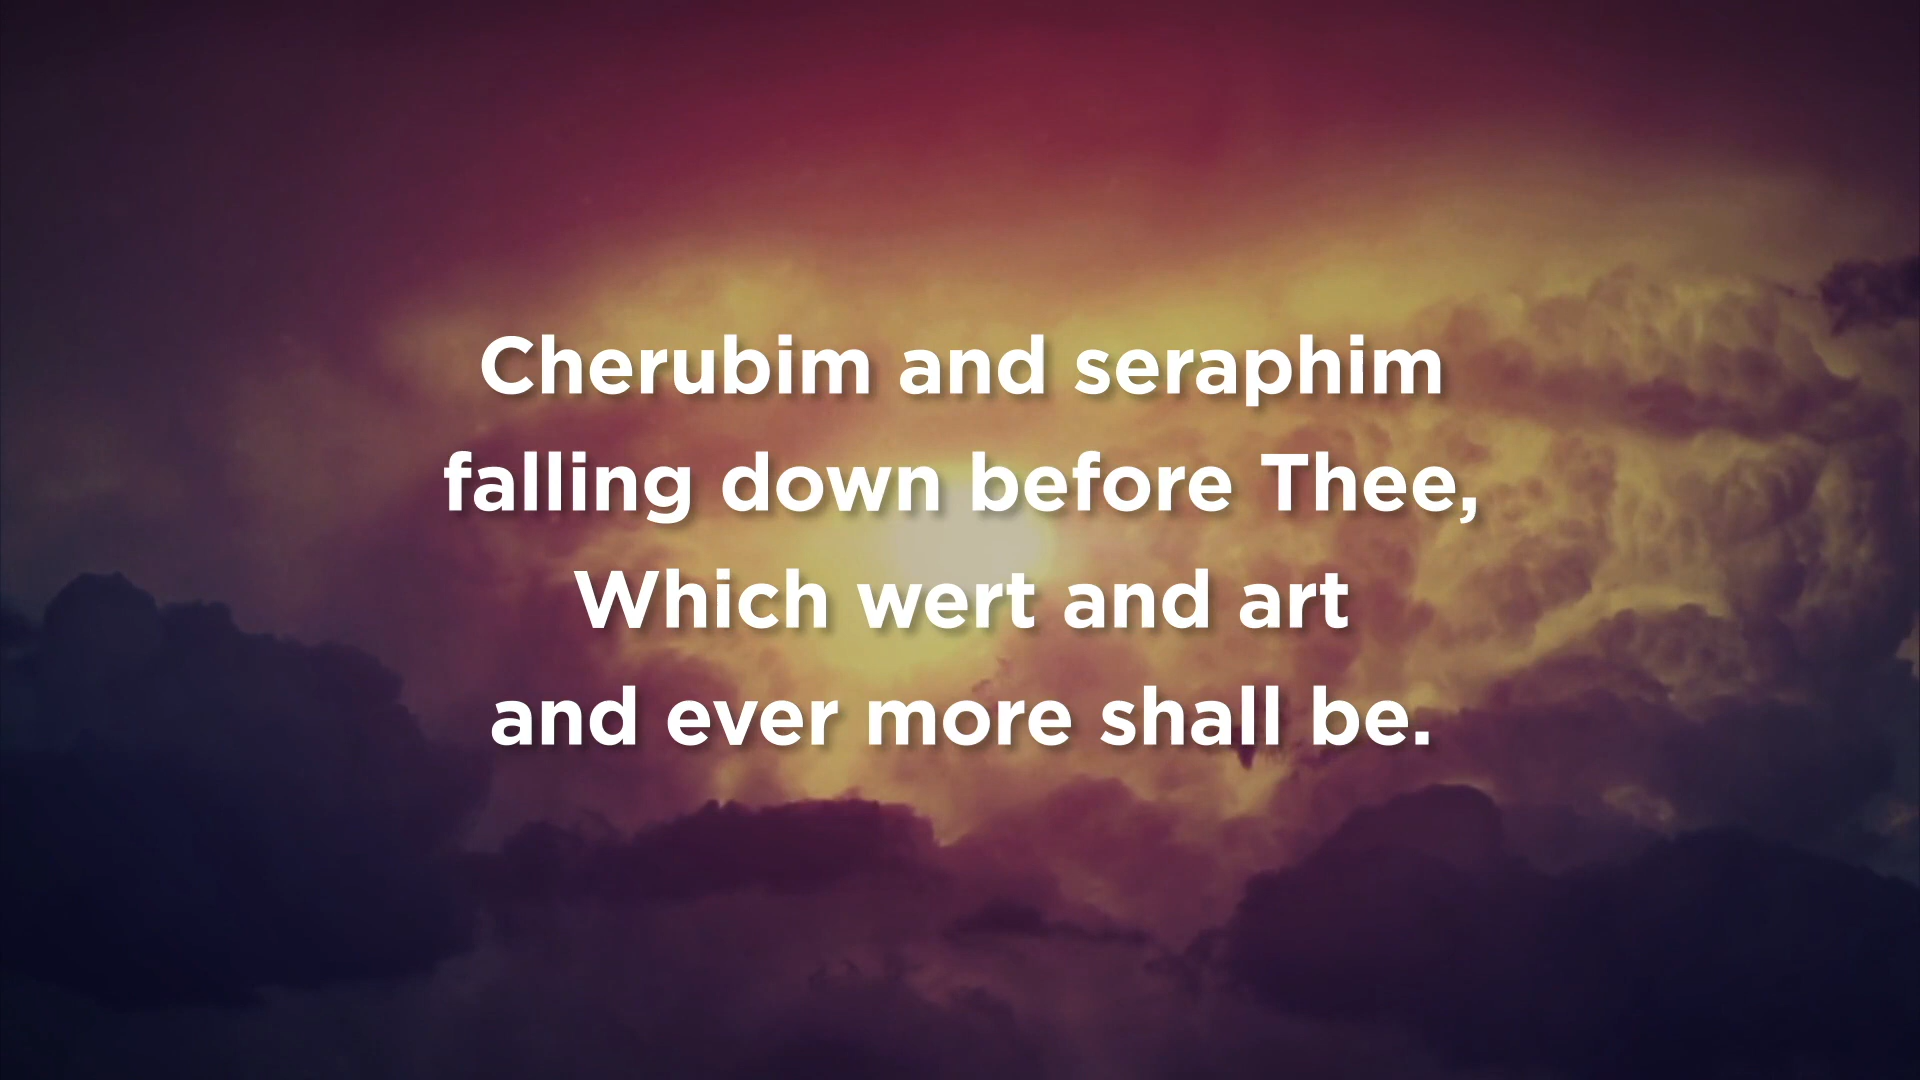 Cherubim and seraphim
falling down before Thee,
Which wert and art
and ever more shall be.